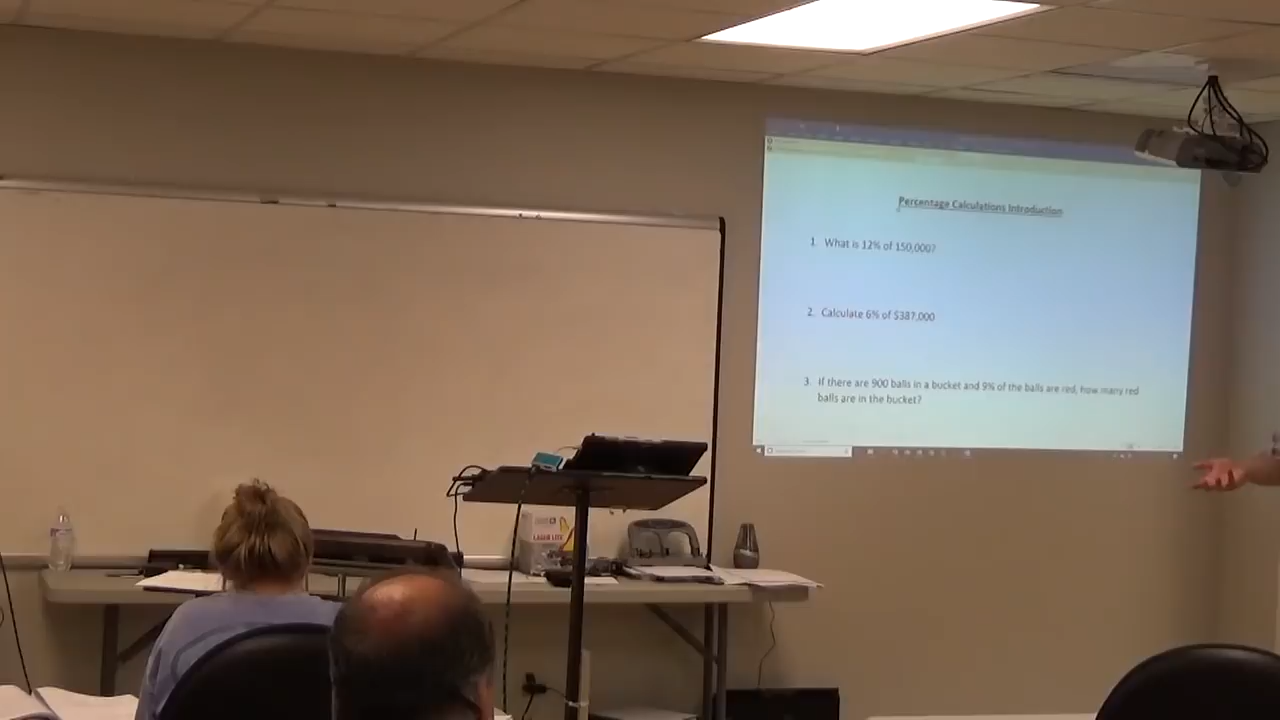 Percentage Calculations Introduction
1. What is 12% of 150,000?
2. Calculate 6% of $387,000
3. If there are 900 balls in a bucket and 9% of the balls are red, how many red
balls are in the bucket?